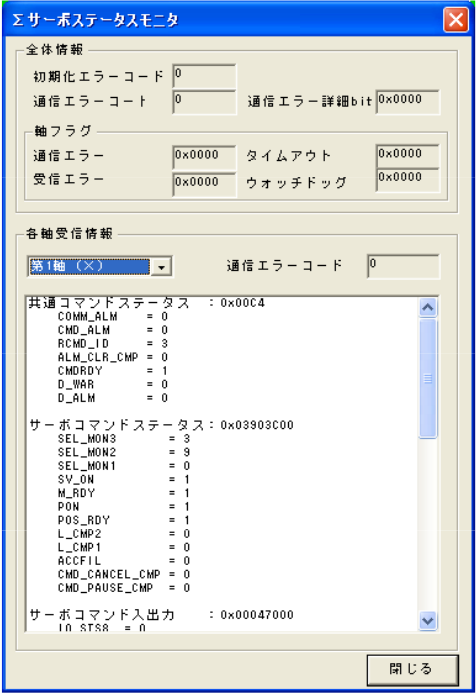 Σサーボステータスモニタ
全体情報
初期化エラーコード 0
通信エラーコート 0 通信エラー詳細bit 0x0000
軸フラグ
通信エラー 0x0000 タイムアウト 0x0000
受信エラー 0x0000 ウォッチドッグ 0x0000
各軸受信情報
第1軸 (X) 通信エラーコード 0
共通コマンドステータス :0x00C4
COMM_ALM = 0
CMD_ALM = 0
RCMD_ID = 3
ALM_CLR_CMP = 0
CMDRDY = 1
D_WAR = 0
D_ALM = 0
サーボコマンドステータス:0x03903C00
SEL_MON3 = 3
SEL_MON2 = 9
SEL_MON1 = 0
SV_ON = 1
M_RDY = 1
PON = 1
POS_RDY = 1
L_CMP2 = 0
L_CMP1 = 0
ACCFIL = 0
CMD_CANCEL_CMP = 0
CMD_PAUSE_CMP = 0
サーボコマンド入出力 :0x00047000
IO_STS8 = 0
閉じる